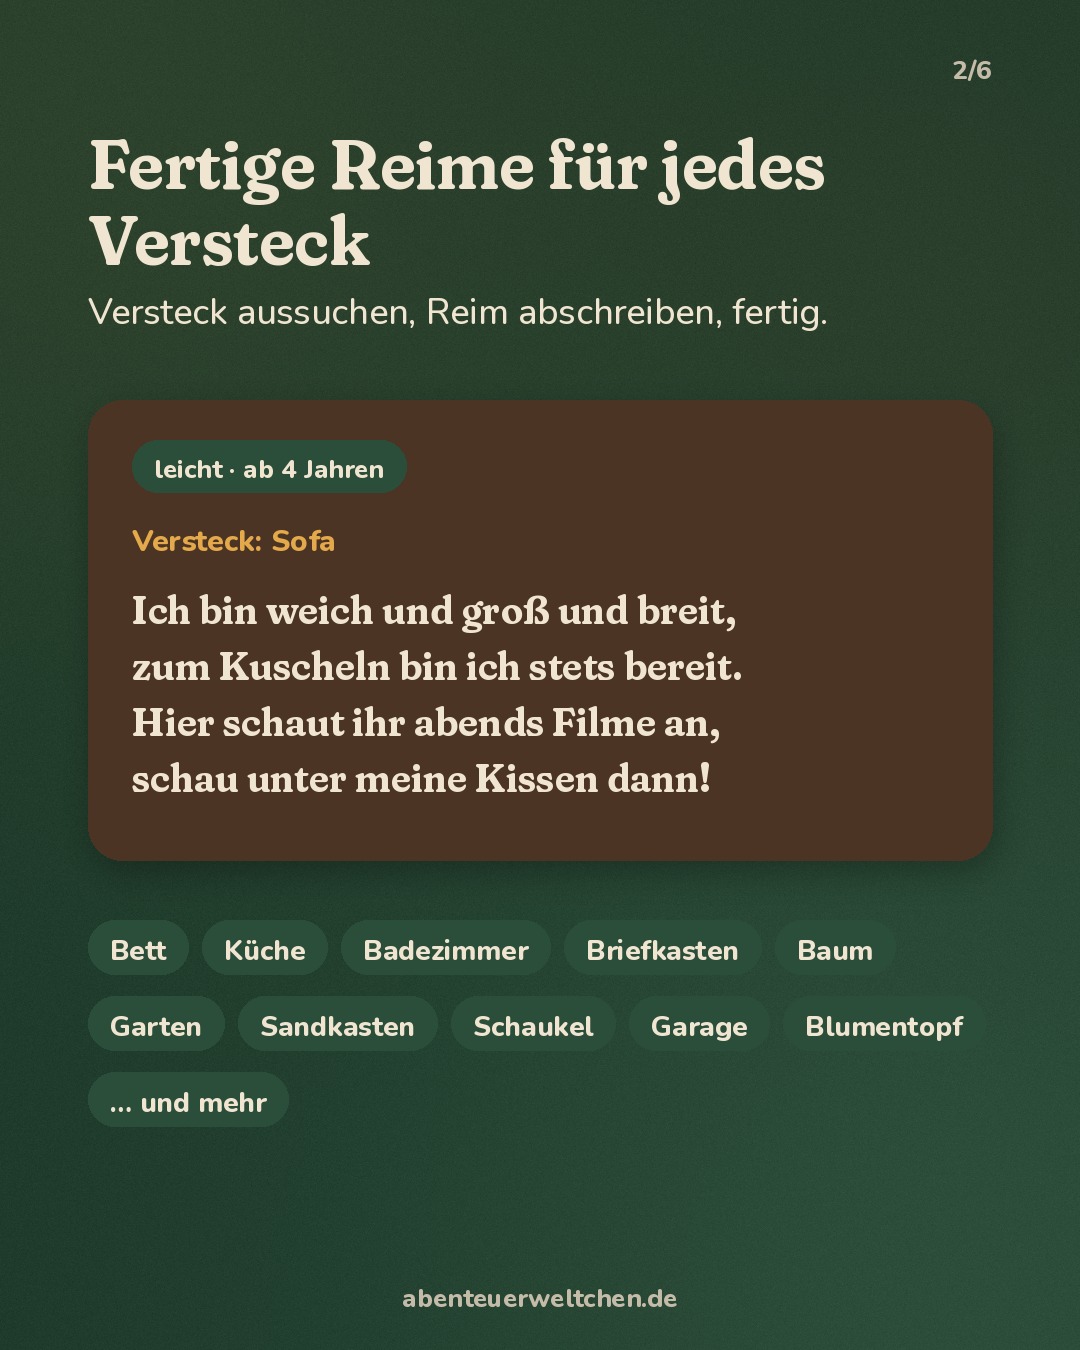 2/6
Fertige Reime für jedes
Versteck
Versteck aussuchen, Reim abschreiben, fertig.
leicht · ab 4 Jahren
Versteck: Sofa
Ich bin weich und groß und breit,
zum Kuscheln bin ich stets bereit.
Hier schaut ihr abends Filme an,
schau unter meine Kissen dann!
Bett Küche Badezimmer Briefkasten Baum
Garten Sandkasten Schaukel Garage Blumentopf
... und mehr
abenteuerweltchen.de